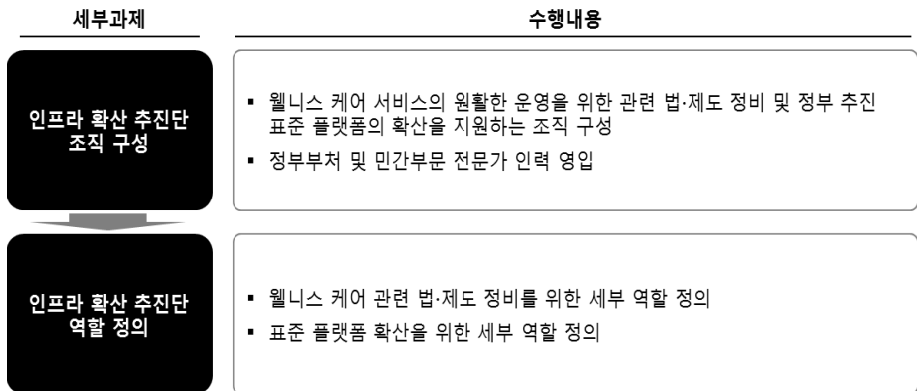 세부과제
수행내용
인프라 확산 추진단
조직 구성
▪ 웰니스 케어 서비스의 원활한 운영을 위한 관련 법·제도 정비 및 정부 추진
표준 플랫폼의 확산을 지원하는 조직 구성
▪ 정부부처 및 민간부문 전문가 인력 영입
인프라 확산 추진단
역할 정의
▪ 웰니스 케어 관련 법·제도 정비를 위한 세부 역할 정의
▪ 표준 플랫폼 확산을 위한 세부 역할 정의